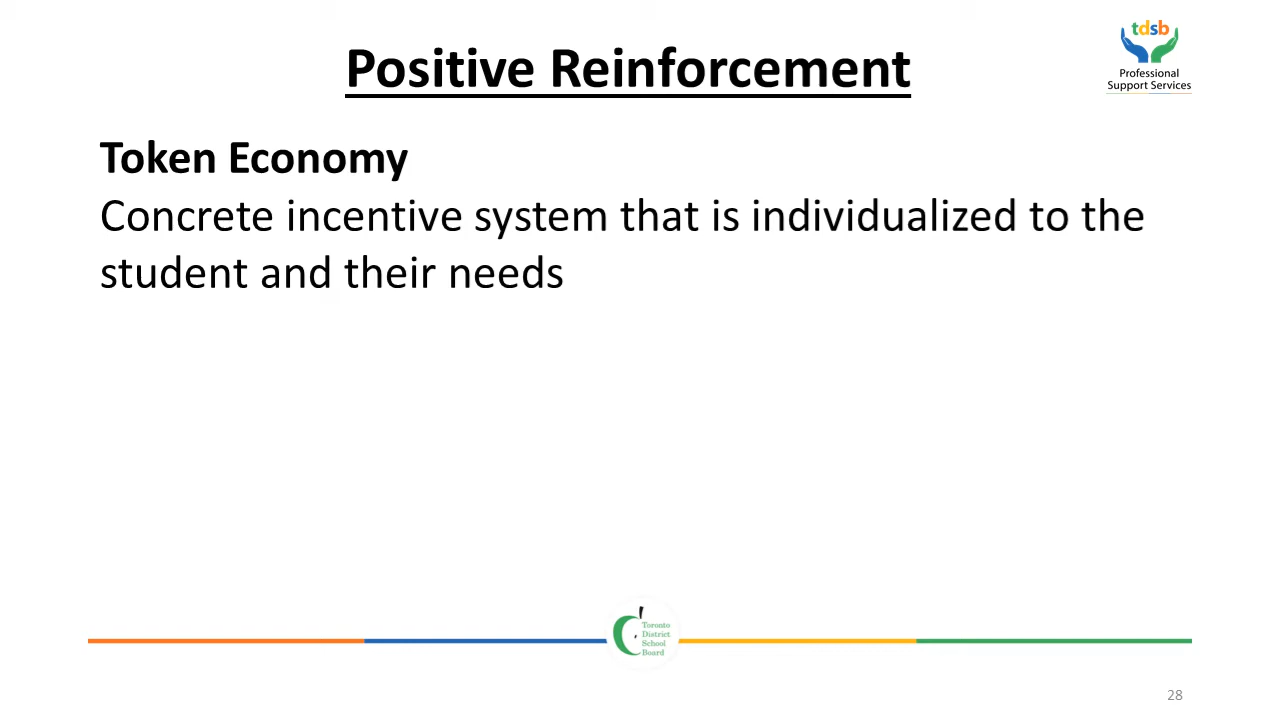 Positive Reinforcement
tdsb
Professional
Support Services
Token Economy
Concrete incentive system that is individualized to the
student and their needs
Toronto
District
School
Board
28